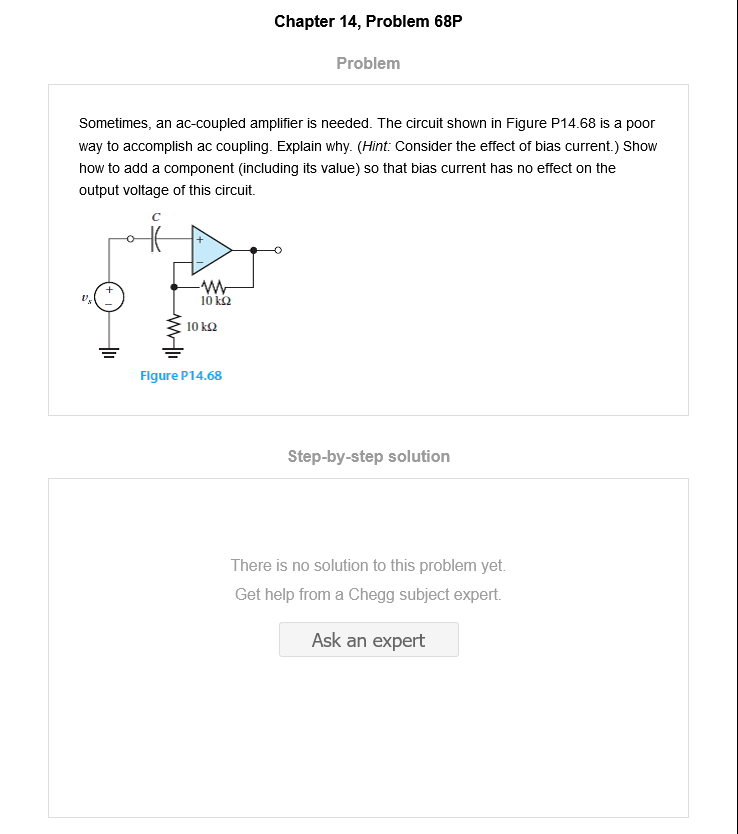 Chapter 14, Problem 68P
Problem
Sometimes, an ac-coupled amplifier is needed. The circuit shown in Figure P14.68 is a poor
way to accomplish ac coupling. Explain why. (Hint: Consider the effect of bias current.) Show
how to add a component (including its value) so that bias current has no effect on the
output voltage of this circuit.
C
+
−
10 kΩ
vs
+
−
10 kΩ
Figure P14.68
Step-by-step solution
There is no solution to this problem yet.
Get help from a Chegg subject expert.
Ask an expert